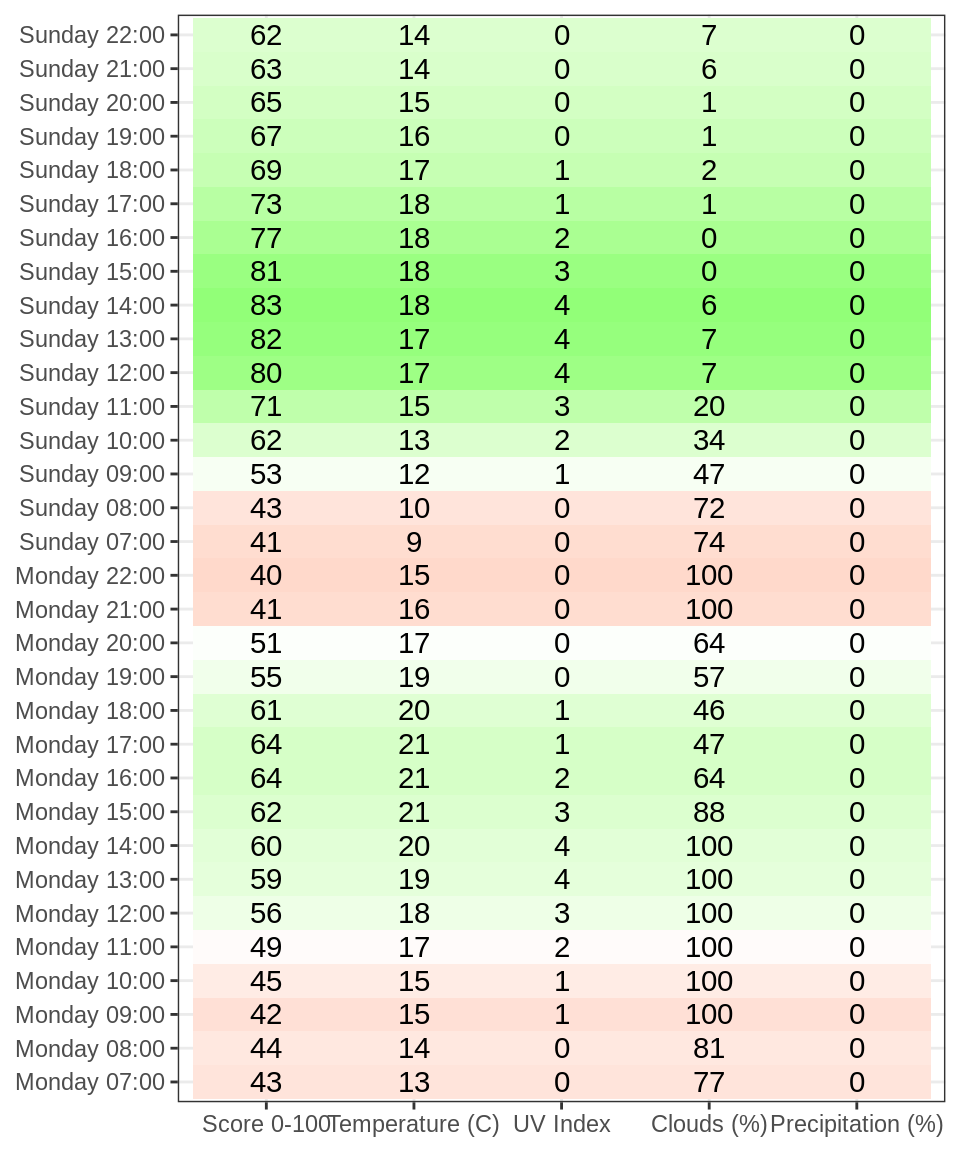 Sunday 22:00 62 14 0 7 0
Sunday 21:00 63 14 0 6 0
Sunday 20:00 65 15 0 1 0
Sunday 19:00 67 16 0 1 0
Sunday 18:00 69 17 1 2 0
Sunday 17:00 73 18 1 1 0
Sunday 16:00 77 18 2 0 0
Sunday 15:00 81 18 3 0 0
Sunday 14:00 83 18 4 6 0
Sunday 13:00 82 17 4 7 0
Sunday 12:00 80 17 4 7 0
Sunday 11:00 71 15 3 20 0
Sunday 10:00 62 13 2 34 0
Sunday 09:00 53 12 1 47 0
Sunday 08:00 43 10 0 72 0
Sunday 07:00 41 9 0 74 0
Monday 22:00 40 15 0 100 0
Monday 21:00 41 16 0 100 0
Monday 20:00 51 17 0 64 0
Monday 19:00 55 19 0 57 0
Monday 18:00 61 20 1 46 0
Monday 17:00 64 21 1 47 0
Monday 16:00 64 21 2 64 0
Monday 15:00 62 21 3 88 0
Monday 14:00 60 20 4 100 0
Monday 13:00 59 19 4 100 0
Monday 12:00 56 18 3 100 0
Monday 11:00 49 17 2 100 0
Monday 10:00 45 15 1 100 0
Monday 09:00 42 15 1 100 0
Monday 08:00 44 14 0 81 0
Monday 07:00 43 13 0 77 0
Score 0-100 Temperature (C) UV Index Clouds (%) Precipitation (%)